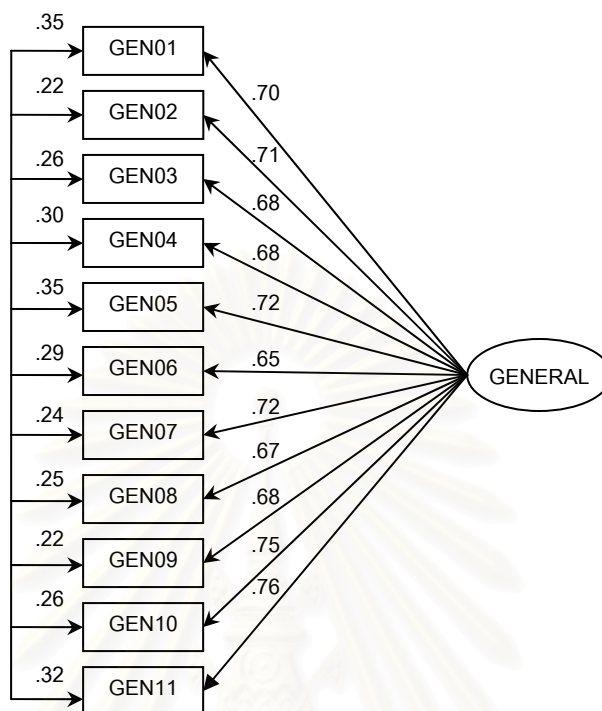 .35
GEN01
.70
.22
GEN02
.71
.26
GEN03
.68
.30
GEN04
.68
.35
GEN05
.72
.29
GEN06
.65
GENERAL
.24
GEN07
.72
.25
GEN08
.67
.22
GEN09
.68
.26
GEN10
.75
.32
GEN11
.76